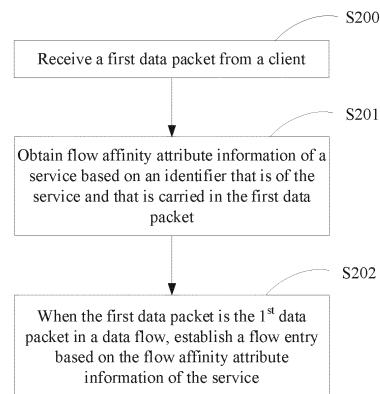 S200
Receive a first data packet from a client
S201
Obtain flow affinity attribute information of a
service based on an identifier that is of the
service and that is carried in the first data
packet
S202
When the first data packet is the 1st data
packet in a data flow, establish a flow entry
based on the flow affinity attribute
information of the service